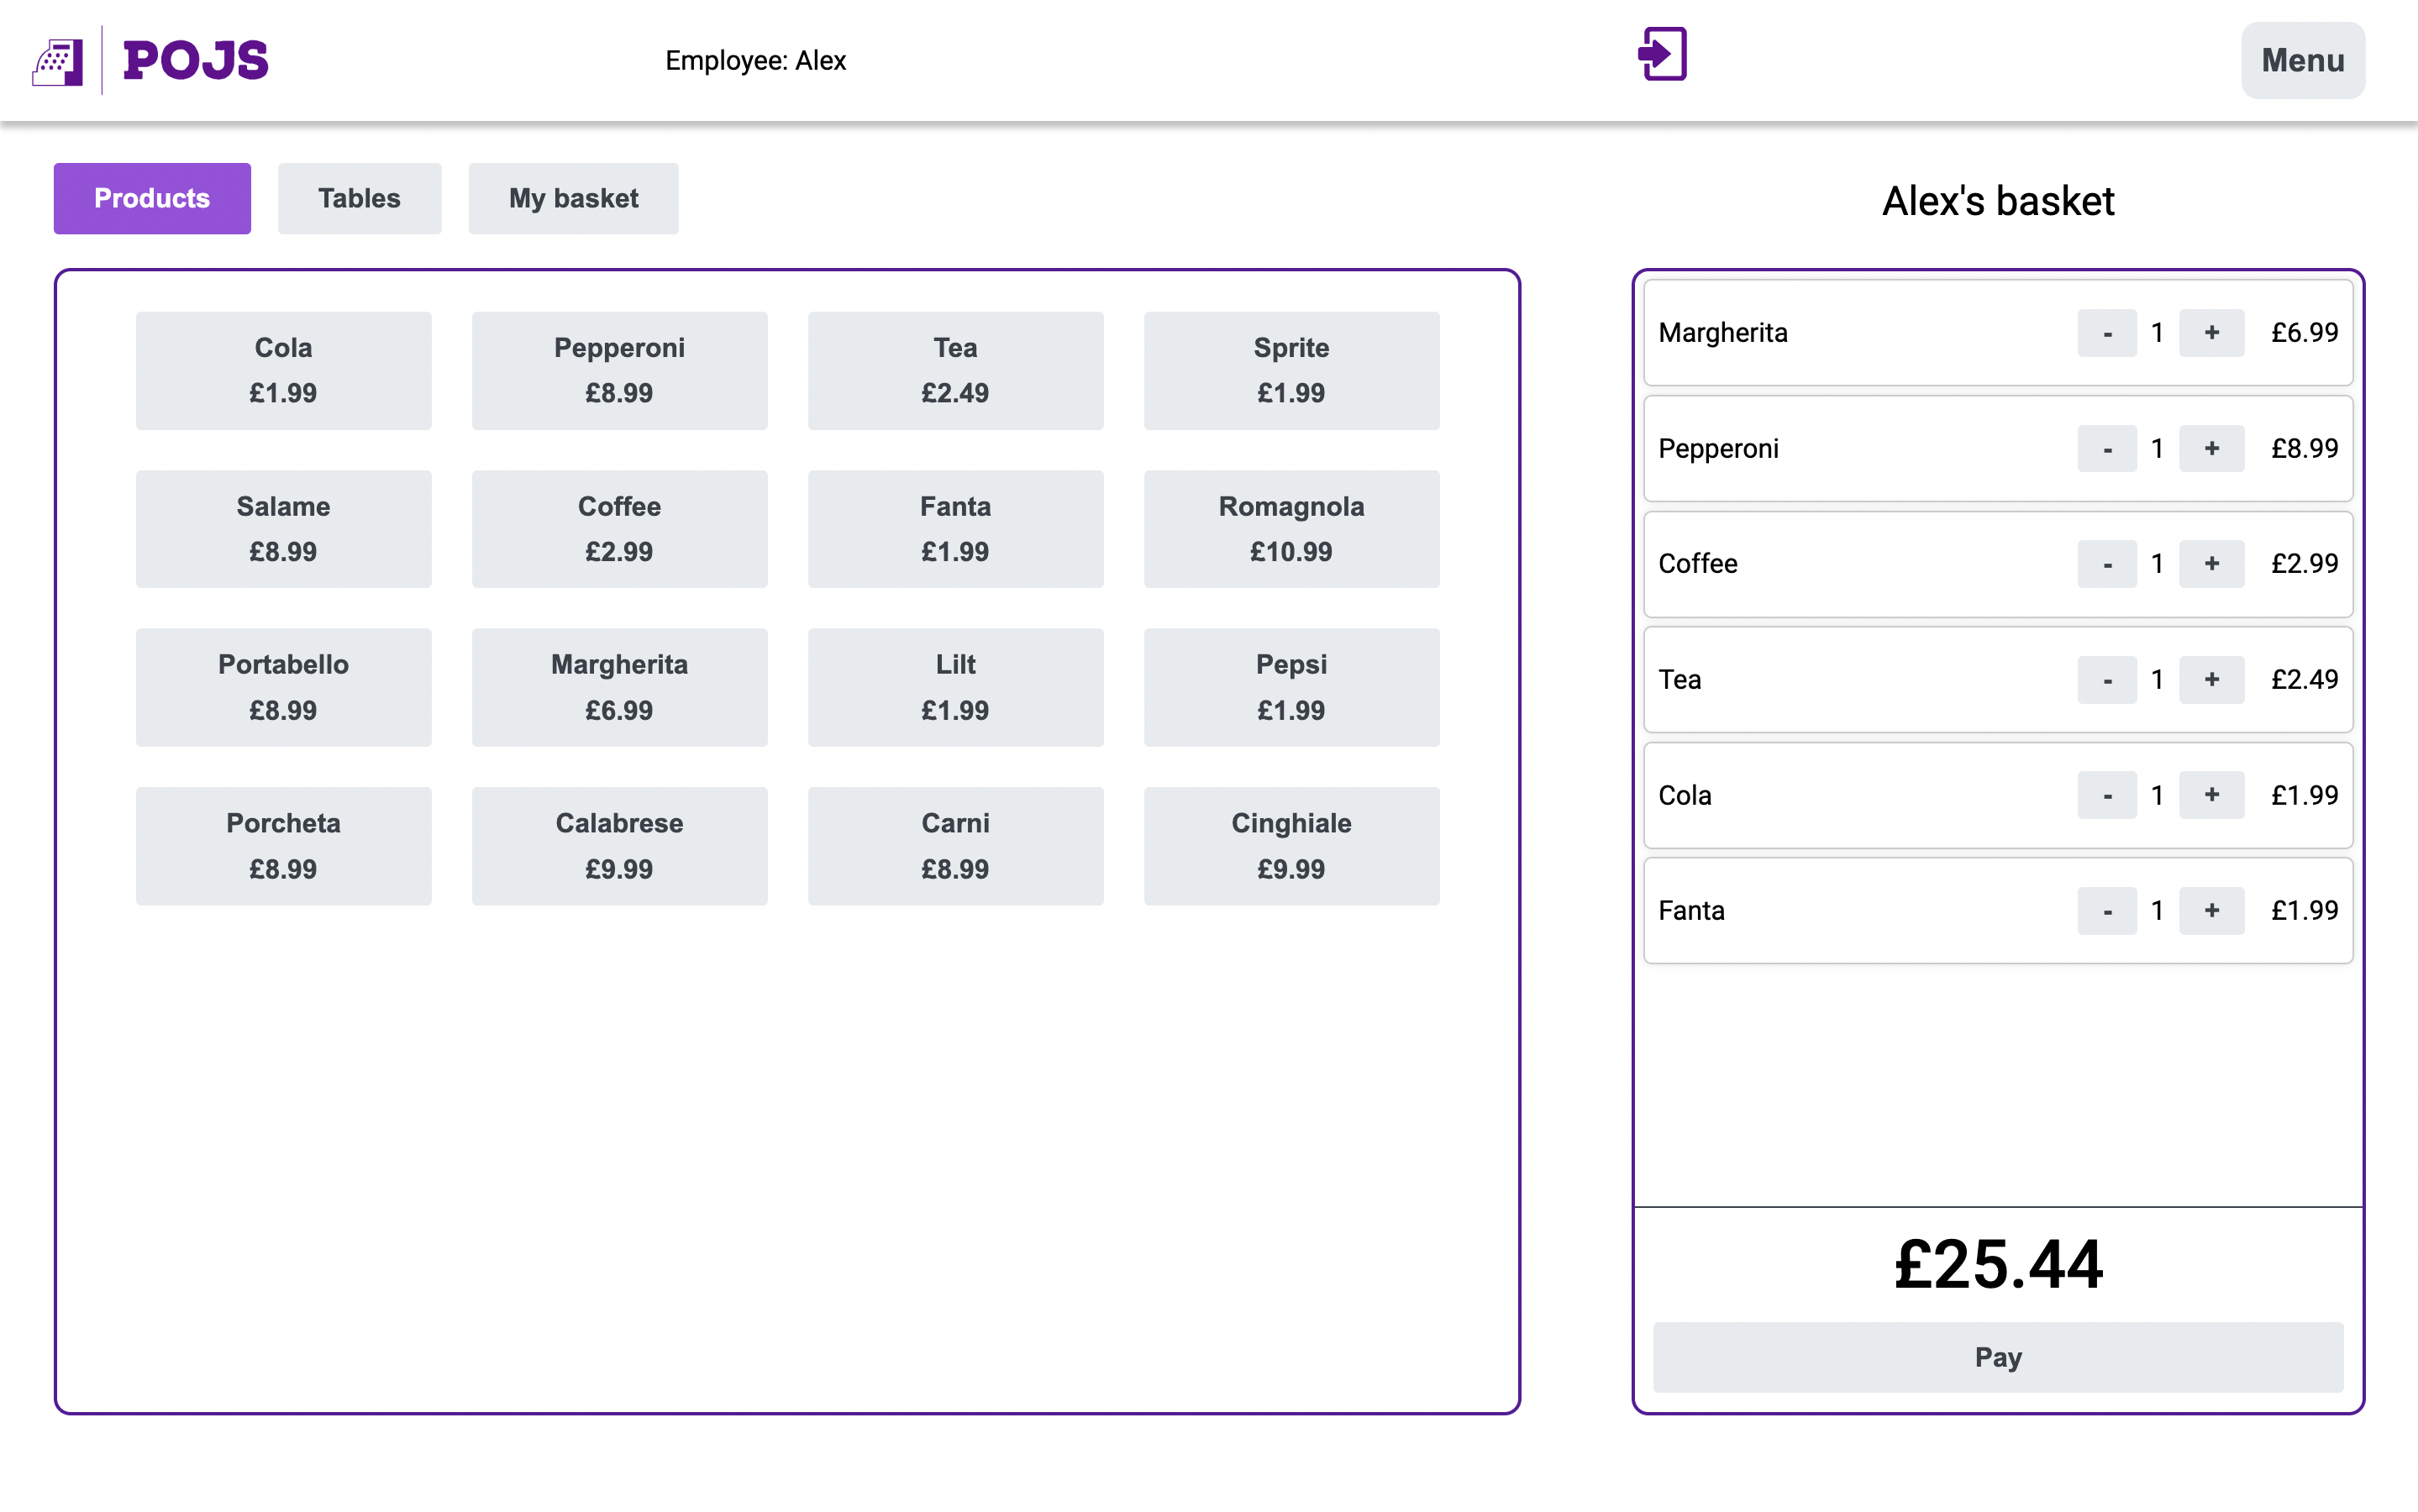 POJS
Employee: Alex
Menu
Products
Tables
My basket
Alex's basket
Cola
£1.99
Pepperoni
£8.99
Tea
£2.49
Sprite
£1.99
Salame
£8.99
Coffee
£2.99
Fanta
£1.99
Romagnola
£10.99
Portabello
£8.99
Margherita
£6.99
Lilt
£1.99
Pepsi
£1.99
Porcheta
£8.99
Calabrese
£9.99
Carni
£8.99
Cinghiale
£9.99
Margherita - 1 + £6.99
Pepperoni - 1 + £8.99
Coffee - 1 + £2.99
Tea - 1 + £2.49
Cola - 1 + £1.99
Fanta - 1 + £1.99
£25.44
Pay